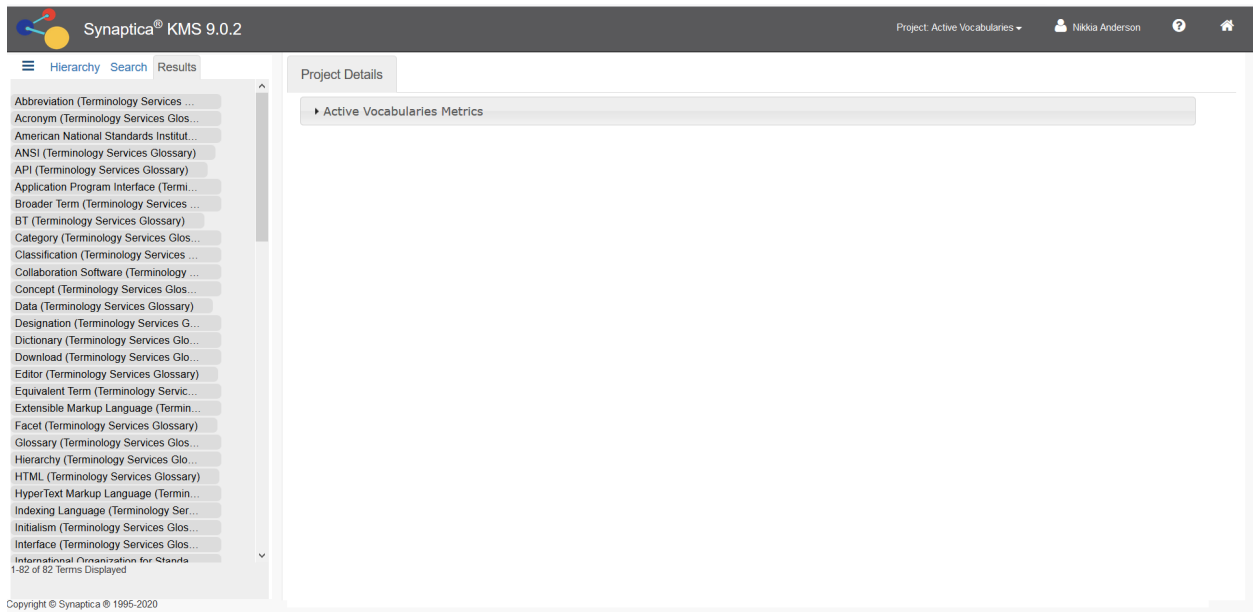 Synaptica® KMS 9.0.2
Project: Active Vocabularies
Nikkia Anderson
Hierarchy Search Results
Abbreviation (Terminology Services ...
Acronym (Terminology Services Glos...
American National Standards Institut...
ANSI (Terminology Services Glossary)
API (Terminology Services Glossary)
Application Program Interface (Termi...
Broader Term (Terminology Services ...
BT (Terminology Services Glossary)
Category (Terminology Services Glos...
Classification (Terminology Services ...
Collaboration Software (Terminology ...
Concept (Terminology Services Glos...
Data (Terminology Services Glossary)
Designation (Terminology Services G...
Dictionary (Terminology Services Glo...
Download (Terminology Services Glo...
Editor (Terminology Services Glossary)
Equivalent Term (Terminology Servic...
Extensible Markup Language (Termin...
Facet (Terminology Services Glossary)
Glossary (Terminology Services Glos...
Hierarchy (Terminology Services Glo...
HTML (Terminology Services Glossary)
HyperText Markup Language (Termin...
Indexing Language (Terminology Ser...
Initialism (Terminology Services Glos...
Interface (Terminology Services Glos...
International Organization for Standa...
1-82 of 82 Terms Displayed
Project Details
Active Vocabularies Metrics
Copyright © Synaptica ® 1995-2020